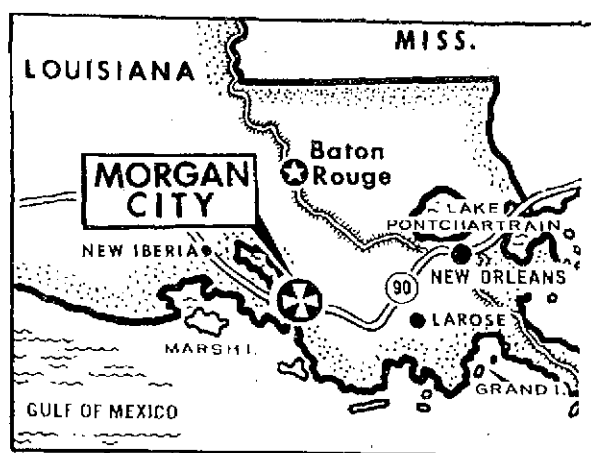 MISS.
LOUISIANA
Baton
Rouge
MORGAN
CITY
LAKE
PONTCHARTRAIN
NEW IBERIA
NEW ORLEANS
90
LAROSE
MARSH I.
GRAND I.
GULF OF MEXICO